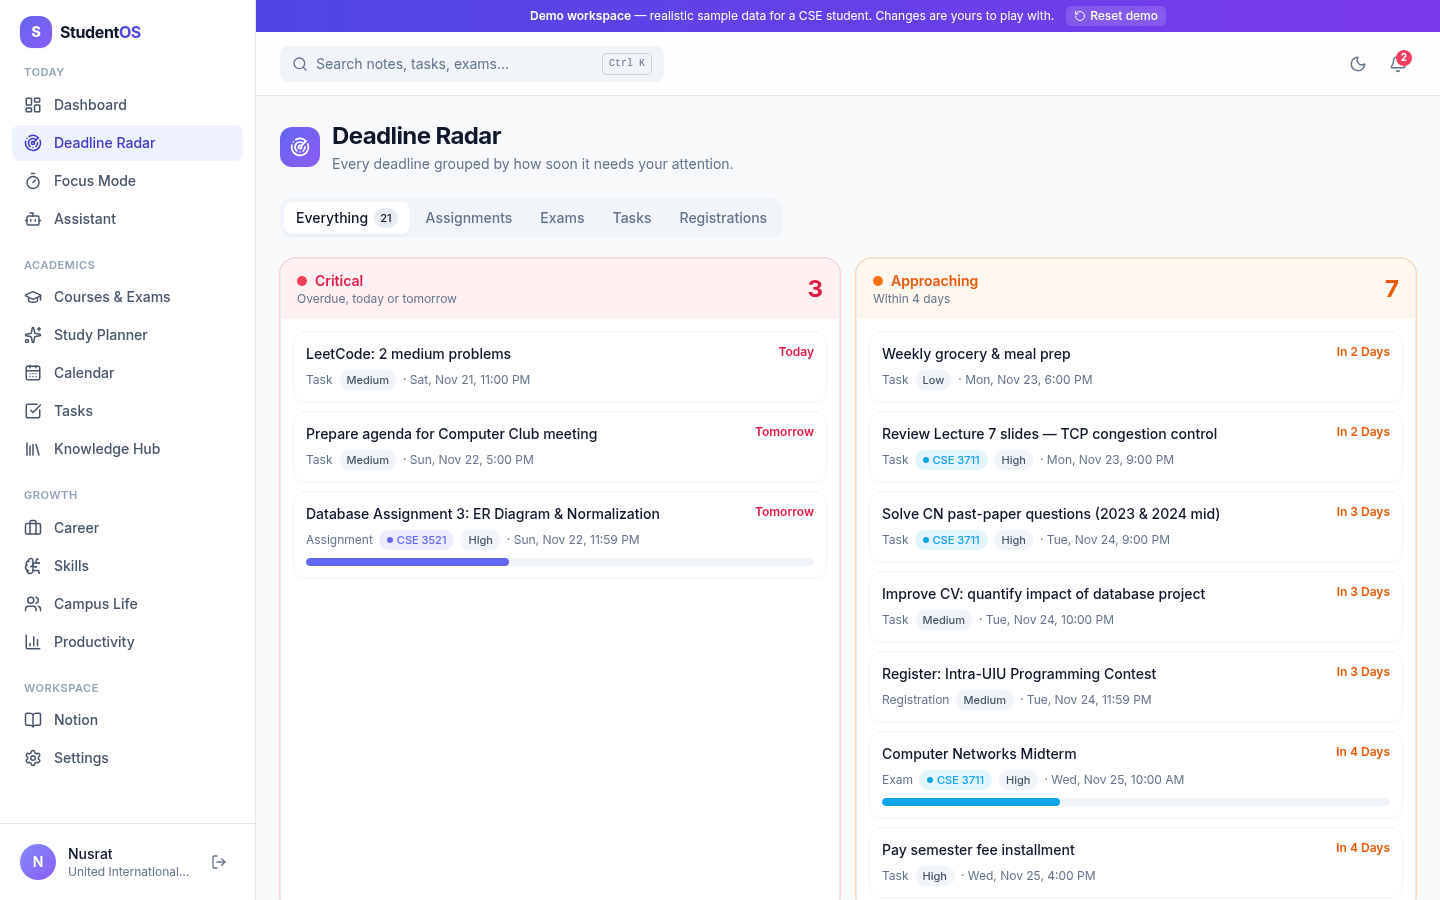 Demo workspace — realistic sample data for a CSE student. Changes are yours to play with. Reset demo
S StudentOS
TODAY
Dashboard
Deadline Radar
Focus Mode
Assistant
ACADEMICS
Courses & Exams
Study Planner
Calendar
Tasks
Knowledge Hub
GROWTH
Career
Skills
Campus Life
Productivity
WORKSPACE
Notion
Settings
N Nusrat
United International...
Search notes, tasks, exams... Ctrl K
2
Deadline Radar
Every deadline grouped by how soon it needs your attention.
Everything 21 Assignments Exams Tasks Registrations
Critical 3
Overdue, today or tomorrow
LeetCode: 2 medium problems Today
Task Medium · Sat, Nov 21, 11:00 PM
Prepare agenda for Computer Club meeting Tomorrow
Task Medium · Sun, Nov 22, 5:00 PM
Database Assignment 3: ER Diagram & Normalization Tomorrow
Assignment CSE 3521 High · Sun, Nov 22, 11:59 PM
Approaching 7
Within 4 days
Weekly grocery & meal prep In 2 Days
Task Low · Mon, Nov 23, 6:00 PM
Review Lecture 7 slides — TCP congestion control In 2 Days
Task CSE 3711 High · Mon, Nov 23, 9:00 PM
Solve CN past-paper questions (2023 & 2024 mid) In 3 Days
Task CSE 3711 High · Tue, Nov 24, 9:00 PM
Improve CV: quantify impact of database project In 3 Days
Task Medium · Tue, Nov 24, 10:00 PM
Register: Intra-UIU Programming Contest In 3 Days
Registration Medium · Tue, Nov 24, 11:59 PM
Computer Networks Midterm In 4 Days
Exam CSE 3711 High · Wed, Nov 25, 10:00 AM
Pay semester fee installment In 4 Days
Task High · Wed, Nov 25, 4:00 PM